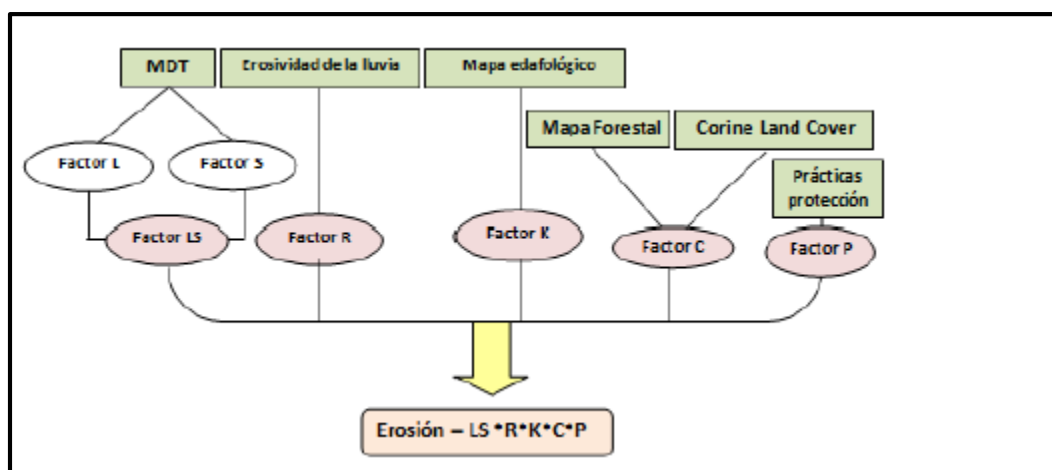 MDT
Erosividad de la lluvia
Mapa edafológico
Mapa Forestal
Corine Land Cover
Factor L
Factor S
Prácticas
protección
Factor LS
Factor R
Factor K
Factor C
Factor P
Erosión – LS *R*K*C*P